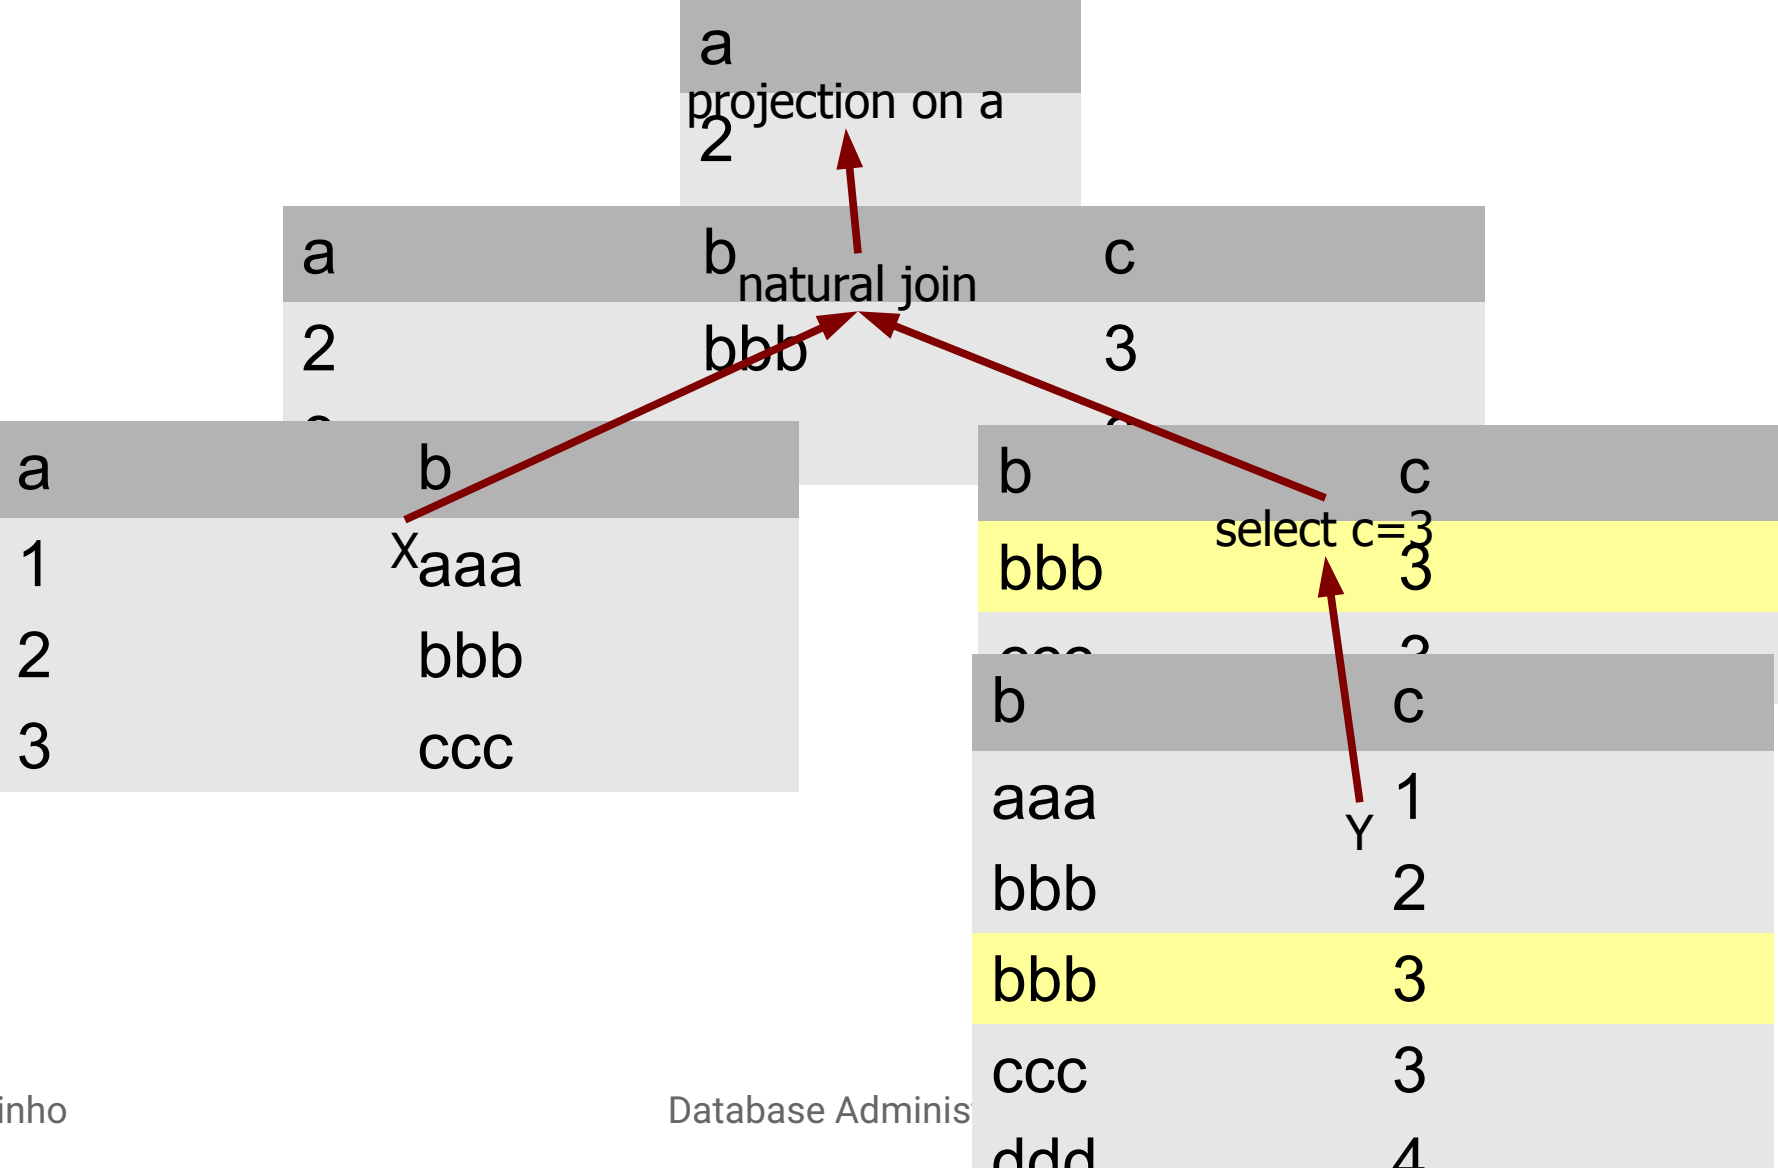 a
projection on a
2
a b c
natural join
2 bbb 3
a b
b c
select c=3
X
1 aaa
bbb 3
2 bbb
b c
3 ccc
aaa 1
Y
bbb 2
bbb 3
ccc 3
inho
Database Adminis
ddd 4